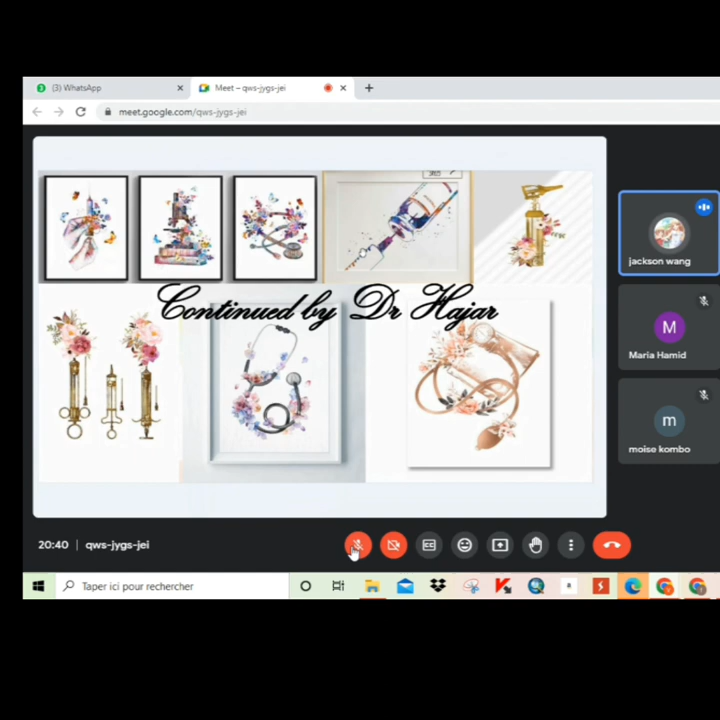 (3) WhatsApp
Meet – qws-jygs-jei
meet.google.com/qws-jygs-jei
Continued by Dr Hajar
jackson wang
M
Maria Hamid
m
moise kombo
20:40 | qws-jygs-jei
Taper ici pour rechercher